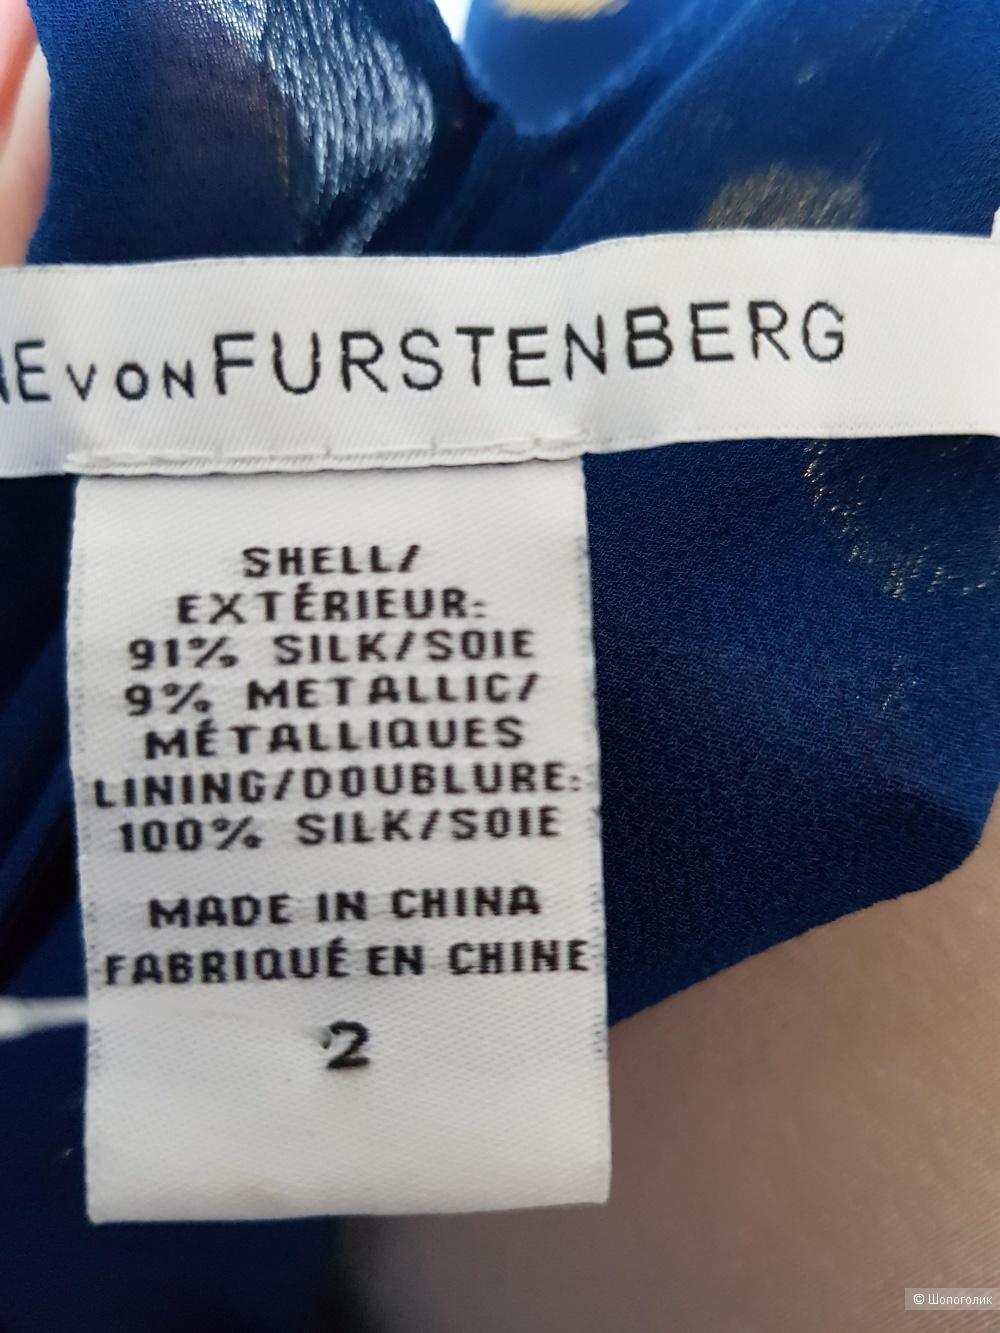 VON FURSTENBERG
SHELL/
EXTÉRIEUR:
91% SILK/SOIE
9% METALLIC/
MÉTALLIQUES
LINING/DOUBLURE:
100% SILK/SOIE
MADE IN CHINA
FABRIQUÉ EN CHINE
2
© Шопоголик